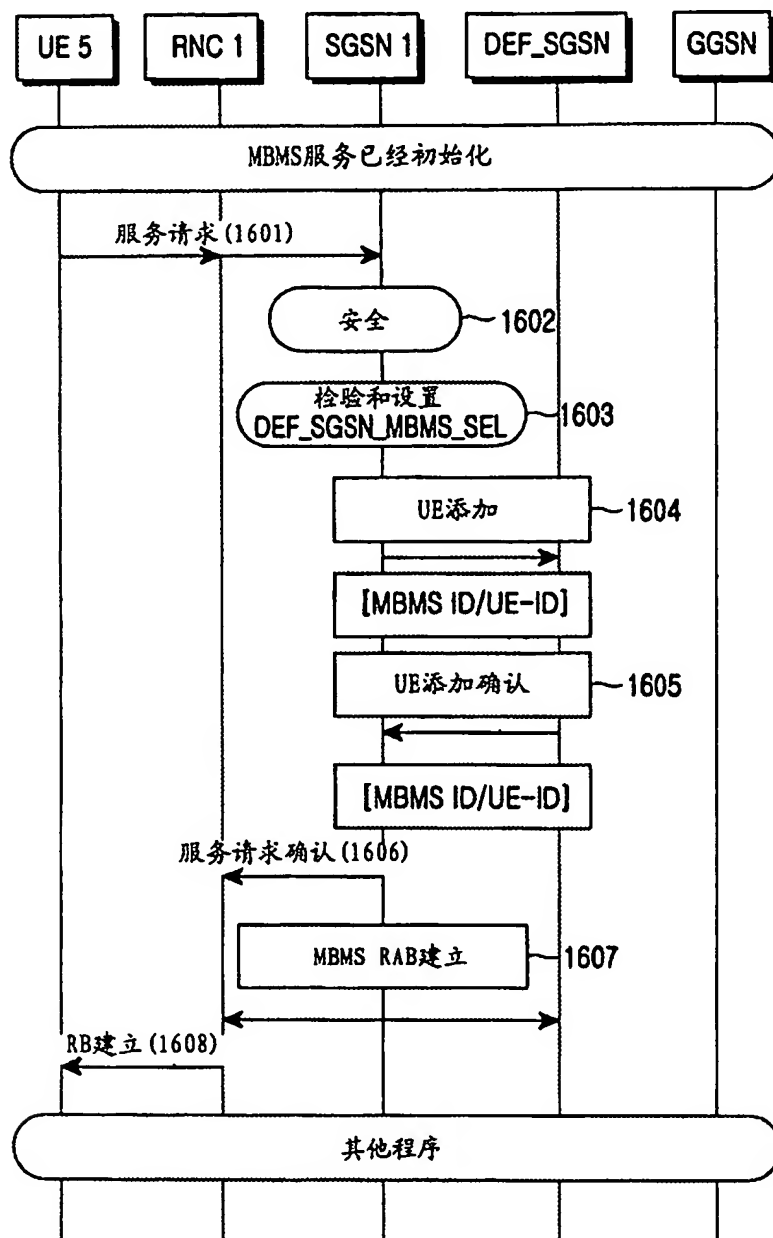 UE 5
RNC 1
SGSN 1
DEF_SGSN
GGSN
MBMS服务已经初始化
服务请求(1601)
安全
1602
检验和设置
DEF_SGSN_MBMS_SEL
1603
UE添加
1604
[MBMS ID/UE-ID]
UE添加确认
1605
[MBMS ID/UE-ID]
服务请求确认(1606)
MBMS RAB建立
1607
RB建立(1608)
其他程序